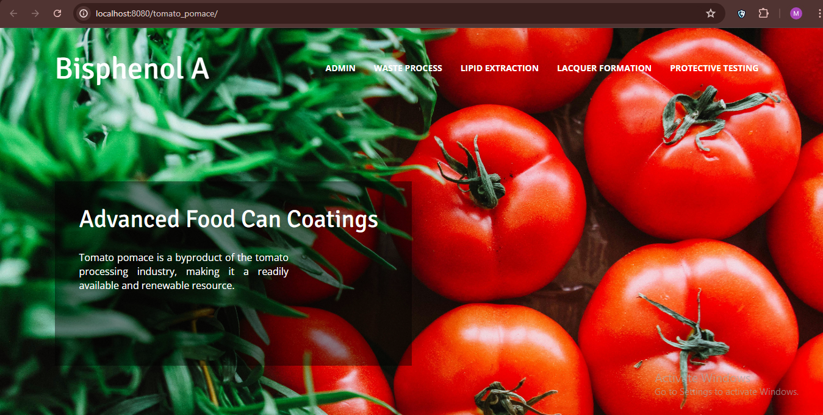 localhost:8080/tomato_pomace/
M
Bisphenol A
ADMIN WASTE PROCESS LIPID EXTRACTION LACQUER FORMATION PROTECTIVE TESTING
Advanced Food Can Coatings
Tomato pomace is a byproduct of the tomato
processing industry, making it a readily
available and renewable resource.
Activate Windows
Go to Settings to activate Windows.